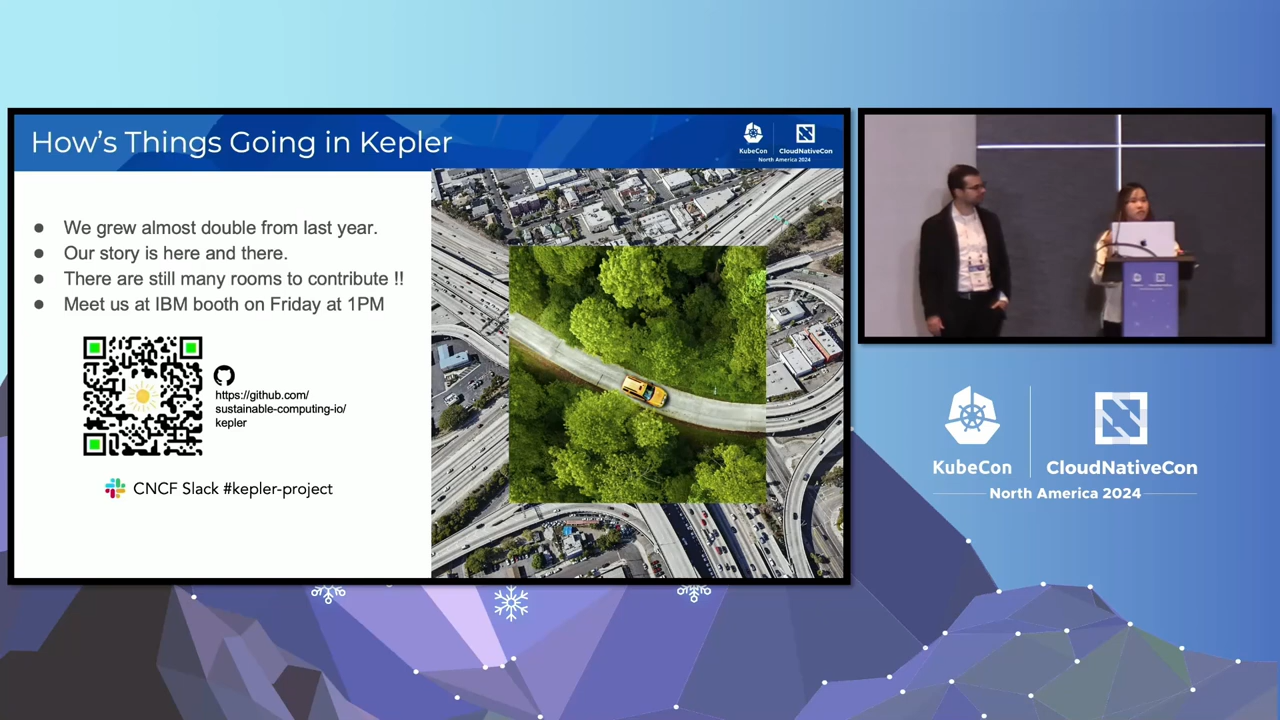 How's Things Going in Kepler
KubeCon
CloudNativeCon
North America 2024
● We grew almost double from last year.
● Our story is here and there.
● There are still many rooms to contribute !!
● Meet us at IBM booth on Friday at 1PM
https://github.com/
sustainable-computing-io/
kepler
CNCF Slack #kepler-project
KubeCon
CloudNativeCon
North America 2024